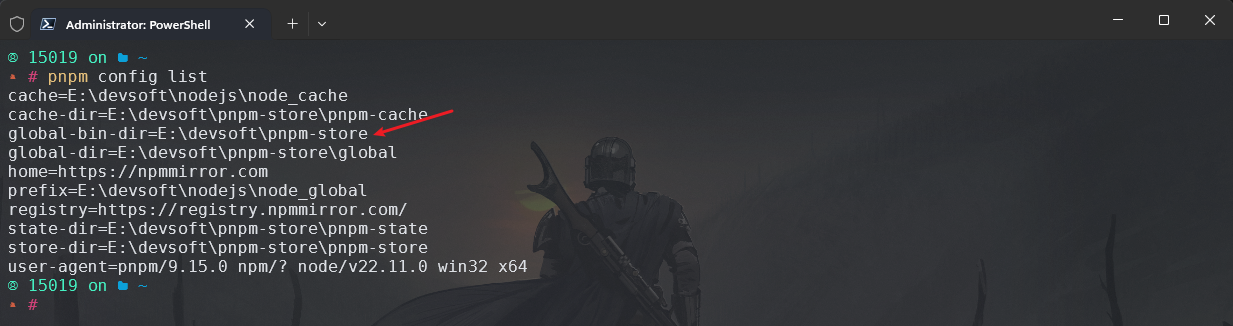 Administrator: PowerShell
15019 on ~
# pnpm config list
cache=E:\devsoft\nodejs\node_cache
cache-dir=E:\devsoft\pnpm-store\pnpm-cache
global-bin-dir=E:\devsoft\pnpm-store
global-dir=E:\devsoft\pnpm-store\global
home=https://npmmirror.com
prefix=E:\devsoft\nodejs\node_global
registry=https://registry.npmmirror.com/
state-dir=E:\devsoft\pnpm-store\pnpm-state
store-dir=E:\devsoft\pnpm-store\pnpm-store
user-agent=pnpm/9.15.0 npm/? node/v22.11.0 win32 x64
15019 on ~
#